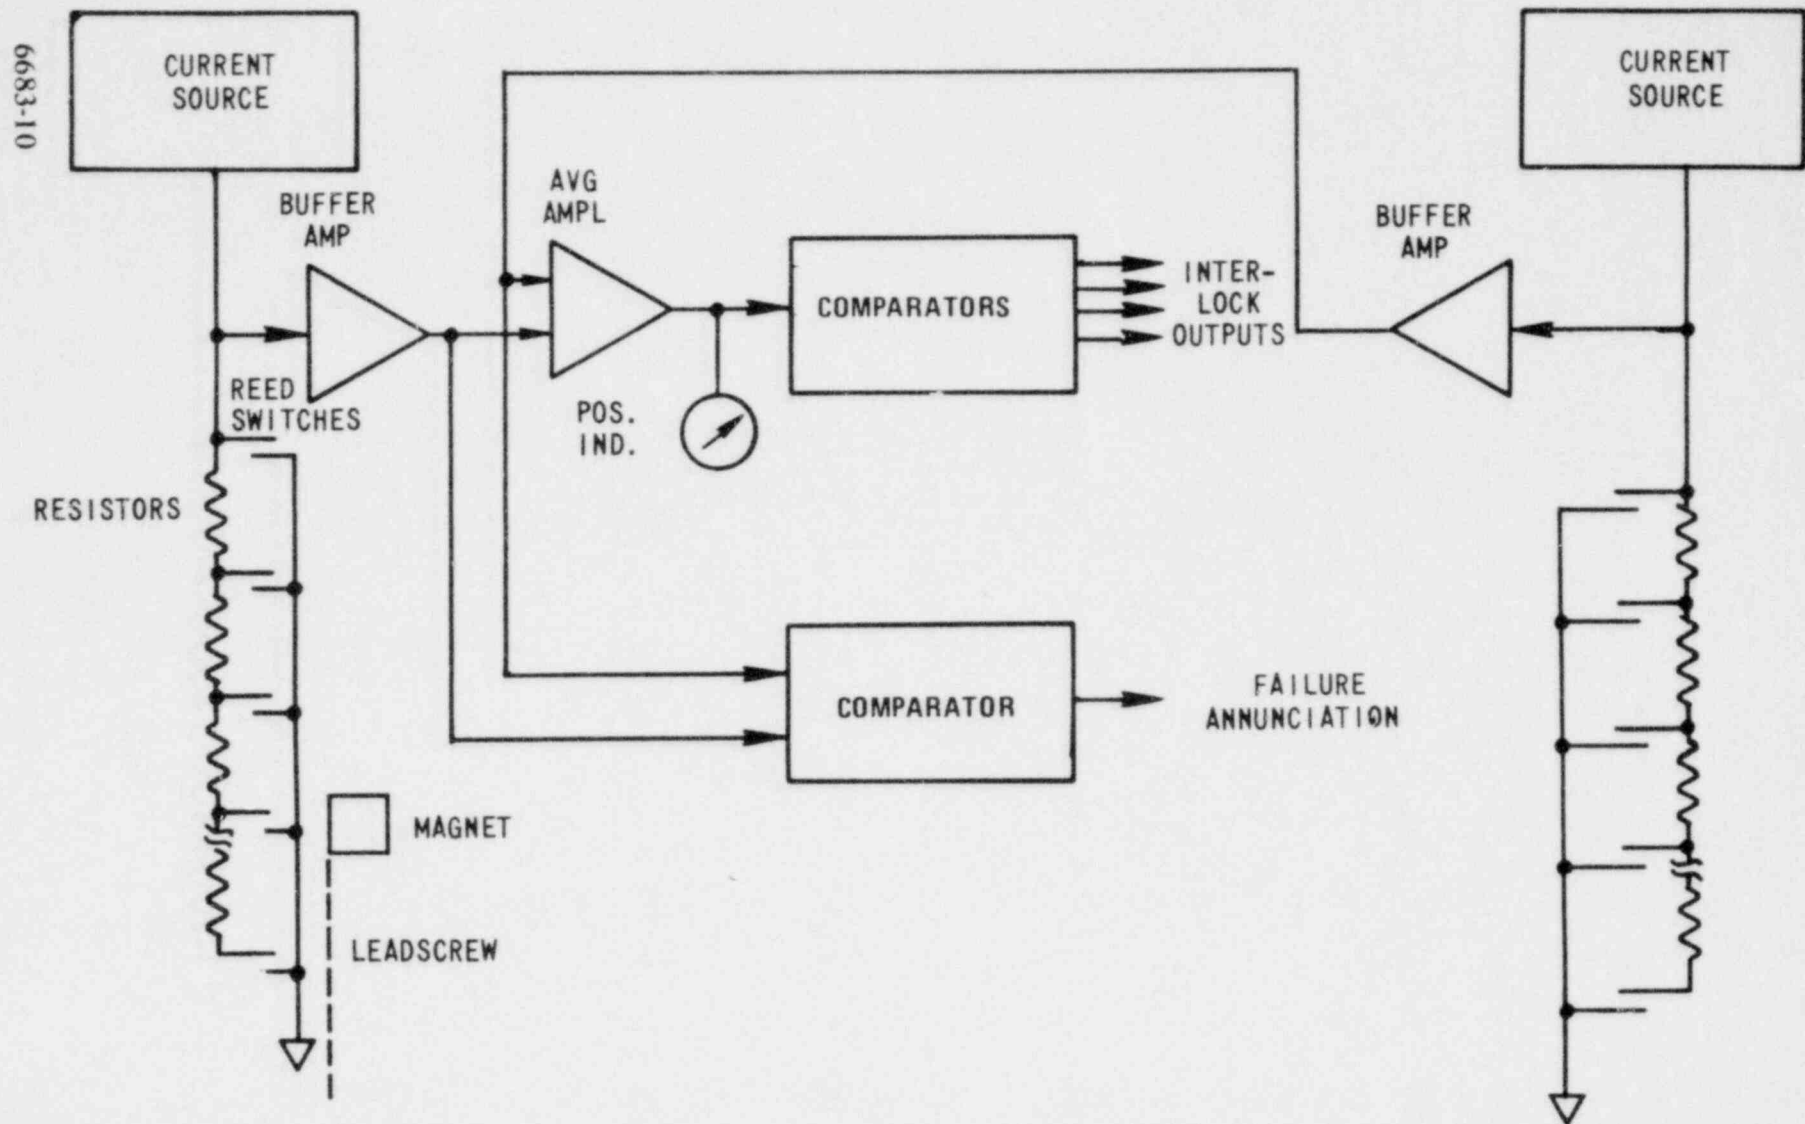 6683-10
CURRENT
SOURCE
CURRENT
SOURCE
BUFFER
AMP
AVG
AMPL
BUFFER
AMP
COMPARATORS
INTER-
LOCK
OUTPUTS
REED
SWITCHES
POS.
IND.
RESISTORS
COMPARATOR
FAILURE
ANNUNCIATION
MAGNET
LEADSCREW